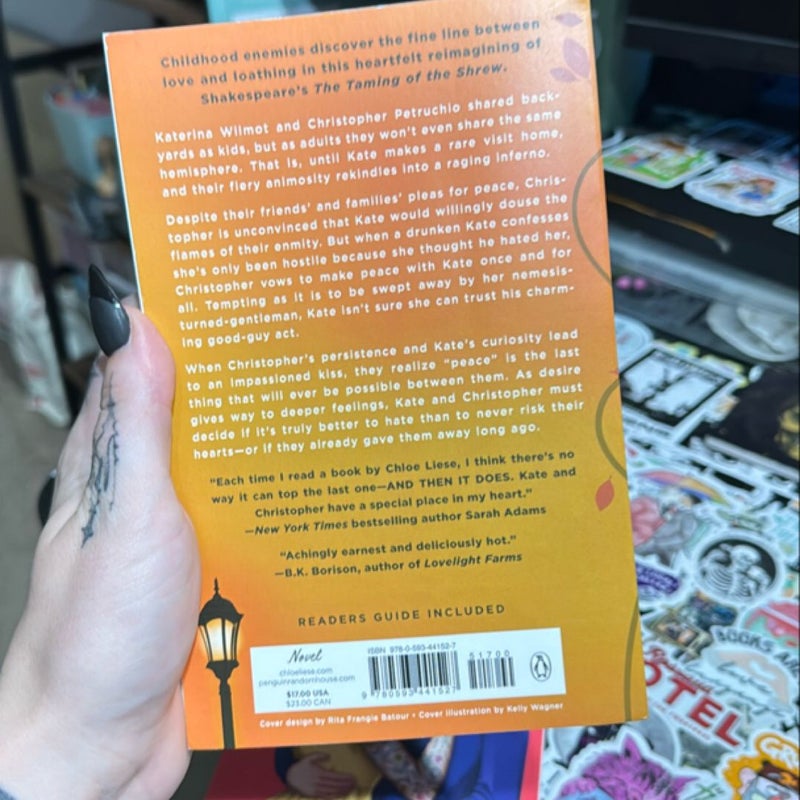 Childhood enemies discover the fine line between
love and loathing in this heartfelt reimagining of
Shakespeare's The Taming of the Shrew.
Katerina Wilmot and Christopher Petruchio shared back-
yards as kids, but as adults they won't even share the same
hemisphere. That is, until Kate makes a rare visit home,
and their fiery animosity rekindles into a raging inferno.
Despite their friends' and families' pleas for peace, Chris-
topher is unconvinced that Kate would willingly douse the
flames of their enmity. But when a drunken Kate confesses
she's only been hostile because she thought he hated her,
Christopher vows to make peace with Kate once and for
all. Tempting as it is to be swept away by her nemesis-
turned-gentleman, Kate isn't sure she can trust his charm-
ing good-guy act.
When Christopher's persistence and Kate's curiosity lead
to an impassioned kiss, they realize "peace" is the last
thing that will ever be possible between them. As desire
gives way to deeper feelings, Kate and Christopher must
decide if it's truly better to hate than to never risk their
hearts—or if they already gave them away long ago.
"Each time I read a book by Chloe Liese, I think there's no
way it can top the last one—AND THEN IT DOES. Kate and
Christopher have a special place in my heart."
—New York Times bestselling author Sarah Adams
"Achingly earnest and deliciously hot."
—B.K. Borison, author of Lovelight Farms
READERS GUIDE INCLUDED
Novel
chloeliese.com
penguinrandomhouse.com
$17.00 USA
$23.00 CAN
ISBN 978-0-593-44152-7
51700
9 780593 441527
Cover design by Rita Frangie Batour • Cover illustration by Kelly Wagner
BOOKS
OTEL